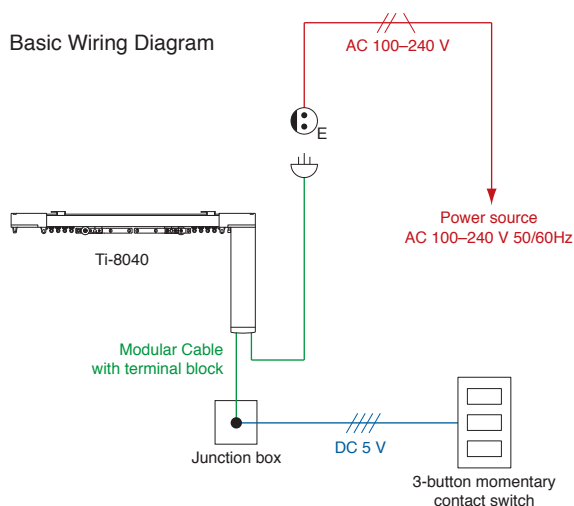 Basic Wiring Diagram
AC 100–240 V
E
Power source
AC 100–240 V 50/60Hz
Ti-8040
Modular Cable
with terminal block
Junction box
DC 5 V
3-button momentary
contact switch